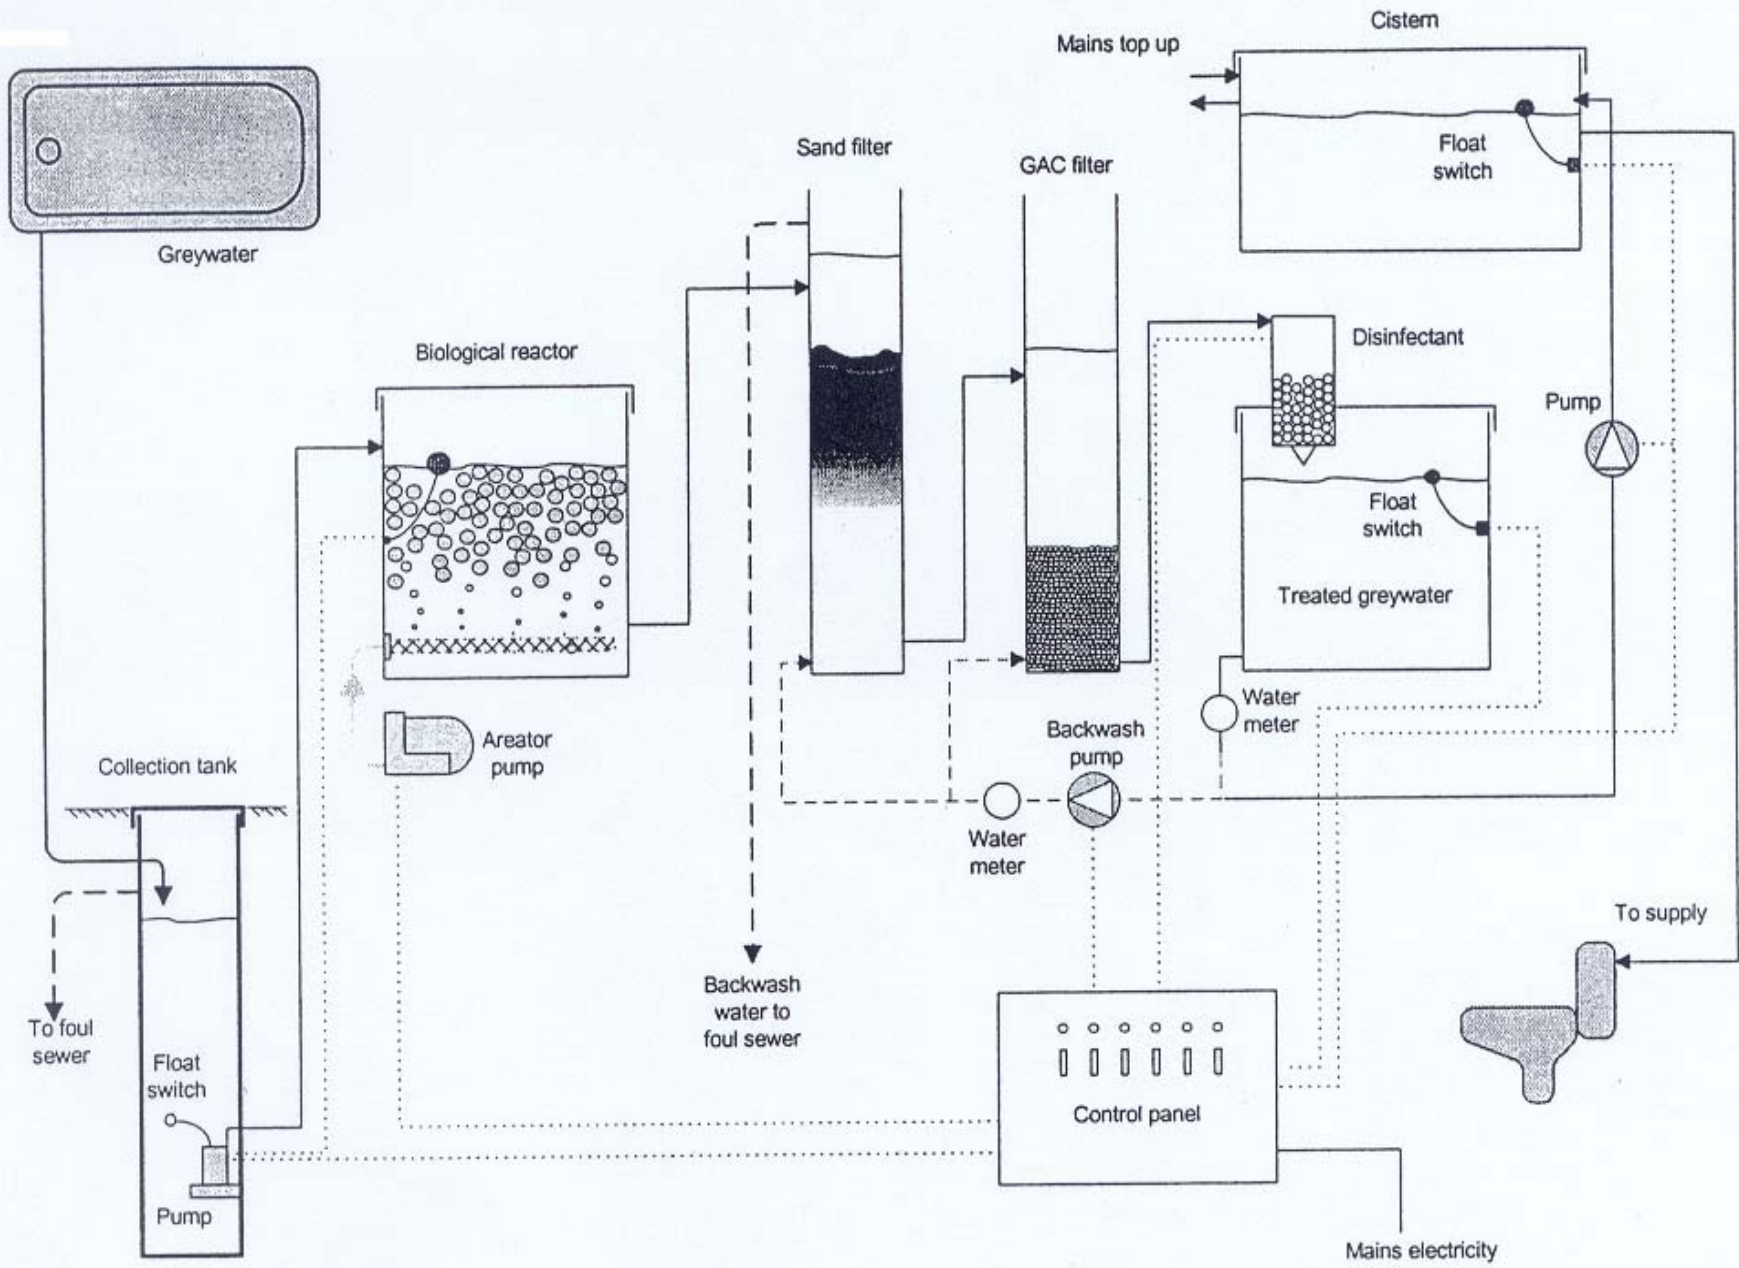 Cistern
Mains top up
Sand filter
GAC filter
Float
switch
Greywater
Disinfectant
Biological reactor
Pump
Float
switch
Treated greywater
Water
meter
Backwash
pump
Areator
pump
Collection tank
Water
meter
To supply
Backwash
water to
foul sewer
To foul
sewer
Float
switch
Control panel
Pump
Mains electricity